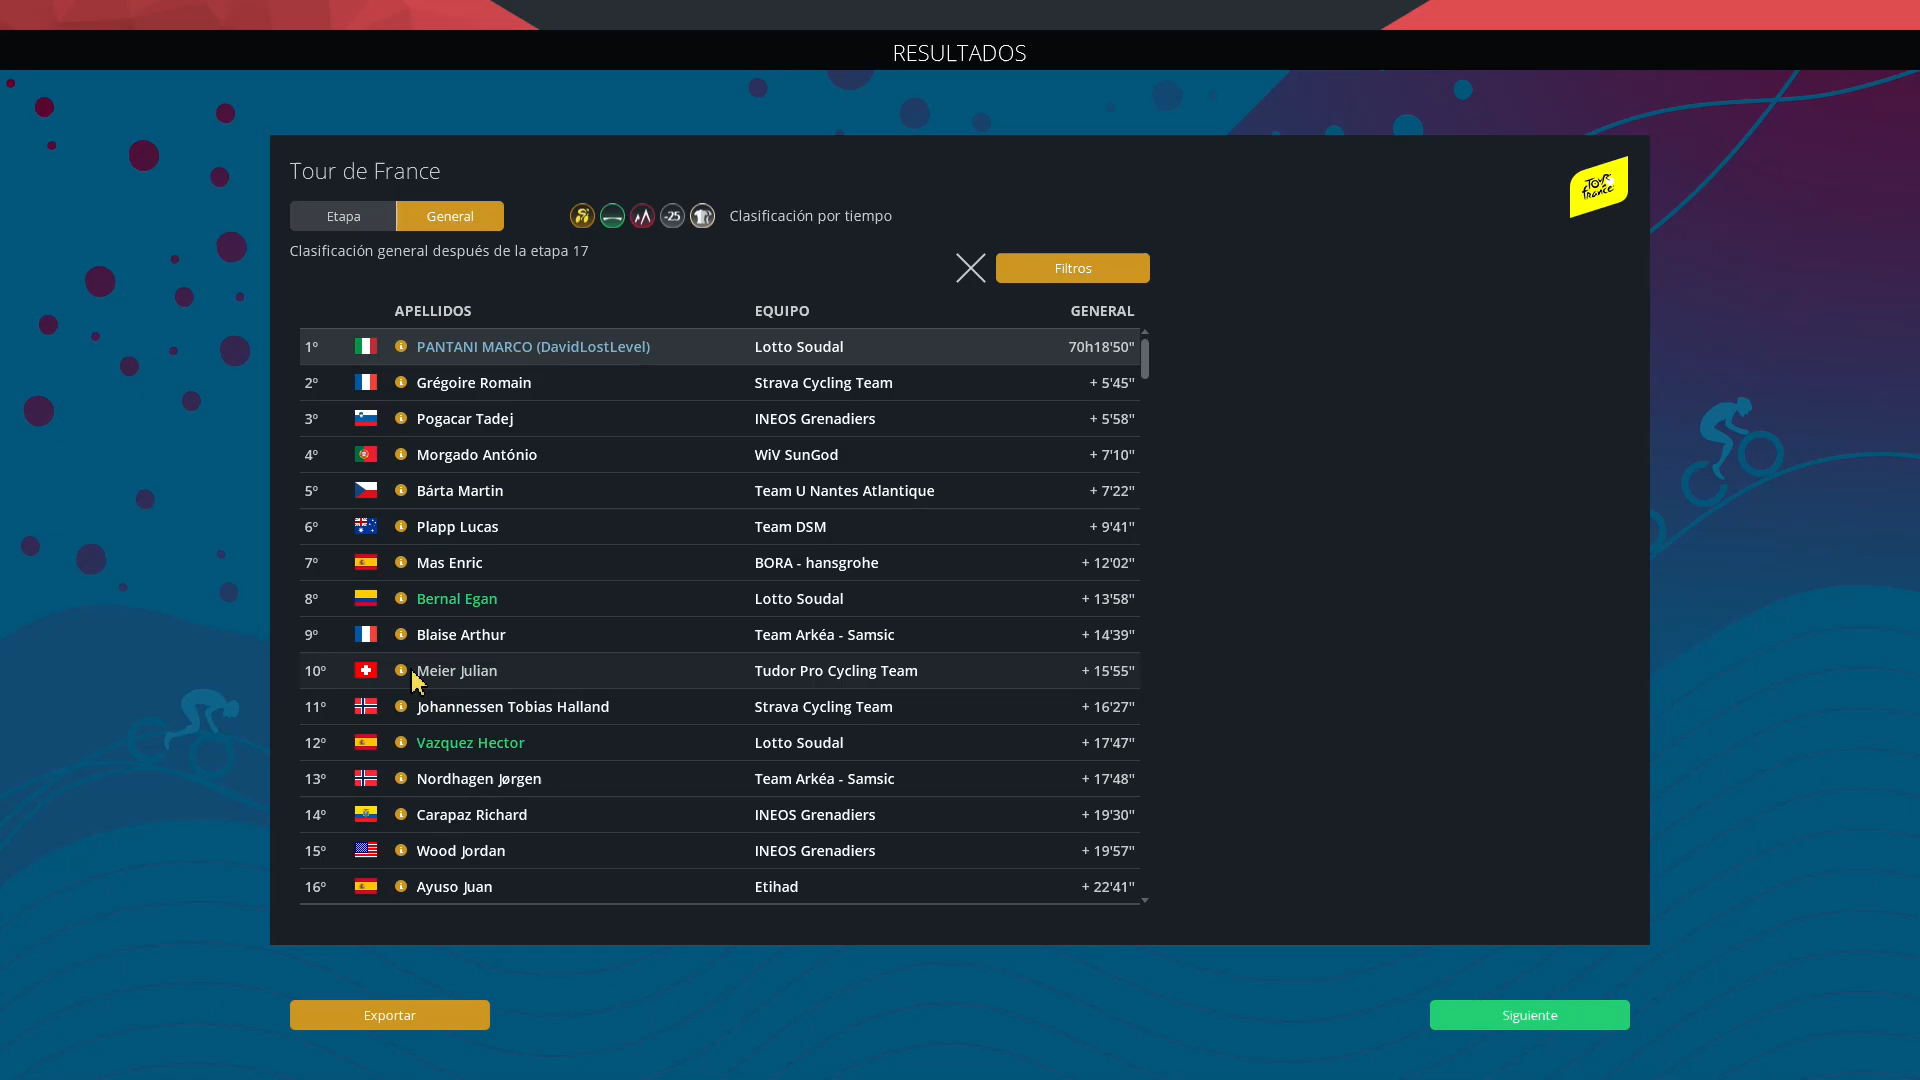 RESULTADOS
Tour de France
TOUR
france
Etapa General -25 Clasificación por tiempo
Clasificación general después de la etapa 17
Filtros
APELLIDOS EQUIPO GENERAL
1º PANTANI MARCO (DavidLostLevel) Lotto Soudal 70h18'50''
2º Grégoire Romain Strava Cycling Team + 5'45''
3º Pogacar Tadej INEOS Grenadiers + 5'58''
4º Morgado António WiV SunGod + 7'10''
5º Bárta Martin Team U Nantes Atlantique + 7'22''
6º Plapp Lucas Team DSM + 9'41''
7º Mas Enric BORA - hansgrohe + 12'02''
8º Bernal Egan Lotto Soudal + 13'58''
9º Blaise Arthur Team Arkéa - Samsic + 14'39''
10º Meier Julian Tudor Pro Cycling Team + 15'55''
11º Johannessen Tobias Halland Strava Cycling Team + 16'27''
12º Vazquez Hector Lotto Soudal + 17'47''
13º Nordhagen Jørgen Team Arkéa - Samsic + 17'48''
14º Carapaz Richard INEOS Grenadiers + 19'30''
15º Wood Jordan INEOS Grenadiers + 19'57''
16º Ayuso Juan Etihad + 22'41''
Exportar Siguiente